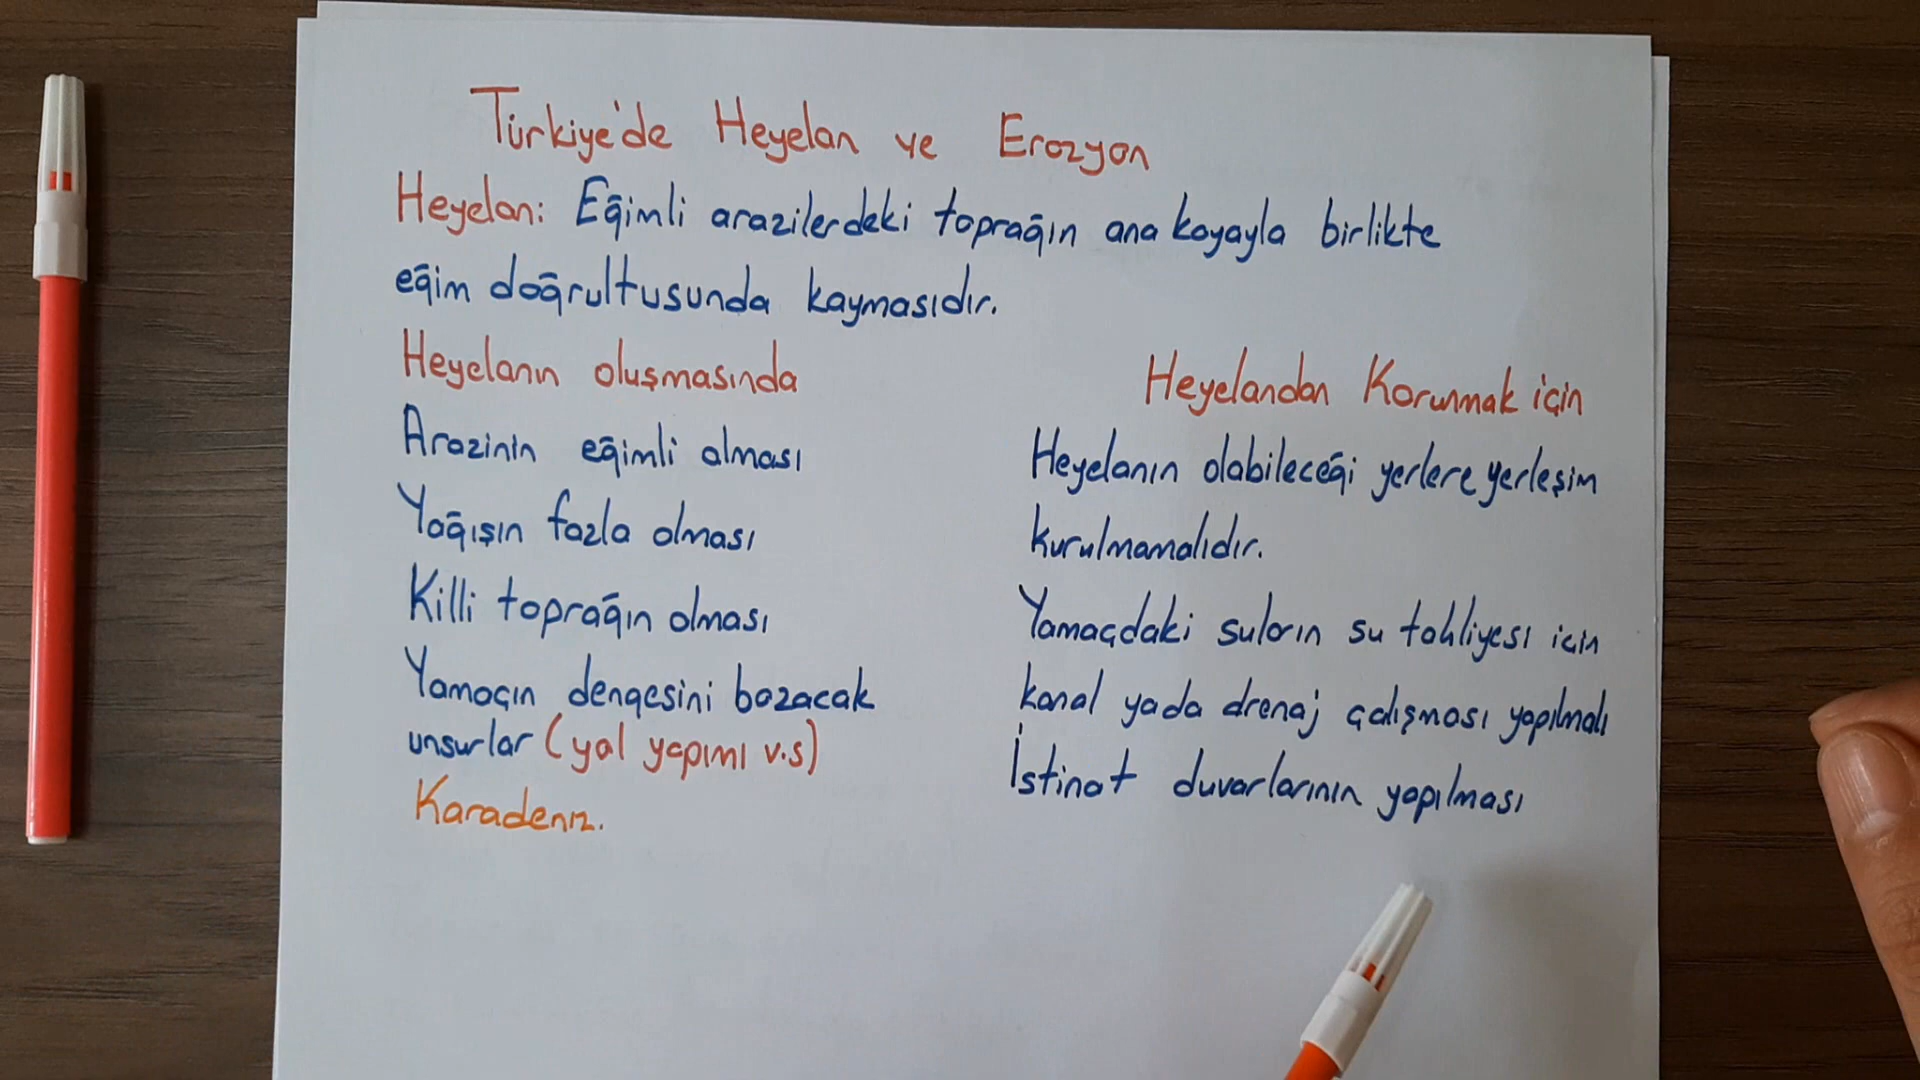 Türkiye'de Heyelan ve Erozyon
Heyelan: Eğimli arazilerdeki toprağın ana kayayla birlikte
eğim doğrultusunda kaymasıdır.
Heyelanın oluşmasında
Arazinin eğimli olması
Yağışın fazla olması
Killi toprağın olması
Yamaçın dengesini bozacak
unsurlar (yol yapımı v.s)
Karadeniz.
Heyelandan Korunmak için
Heyelanın olabileceği yerlere yerleşim
kurulmamalıdır.
Yamaçdaki suların su tahliyesi için
kanal yada drenaj çalışması yapılmalı
İstinat duvarlarının yapılması